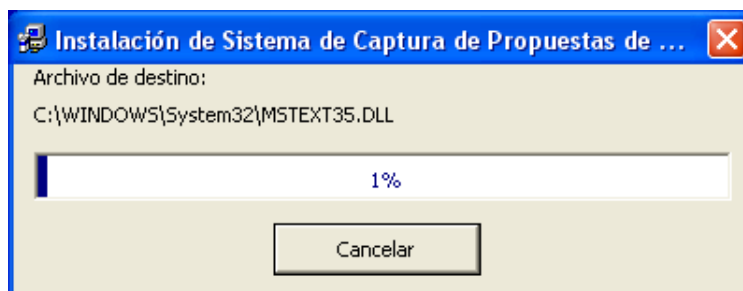 Instalación de Sistema de Captura de Propuestas de ...
Archivo de destino:
C:\WINDOWS\System32\MSTEXT35.DLL
1%
Cancelar